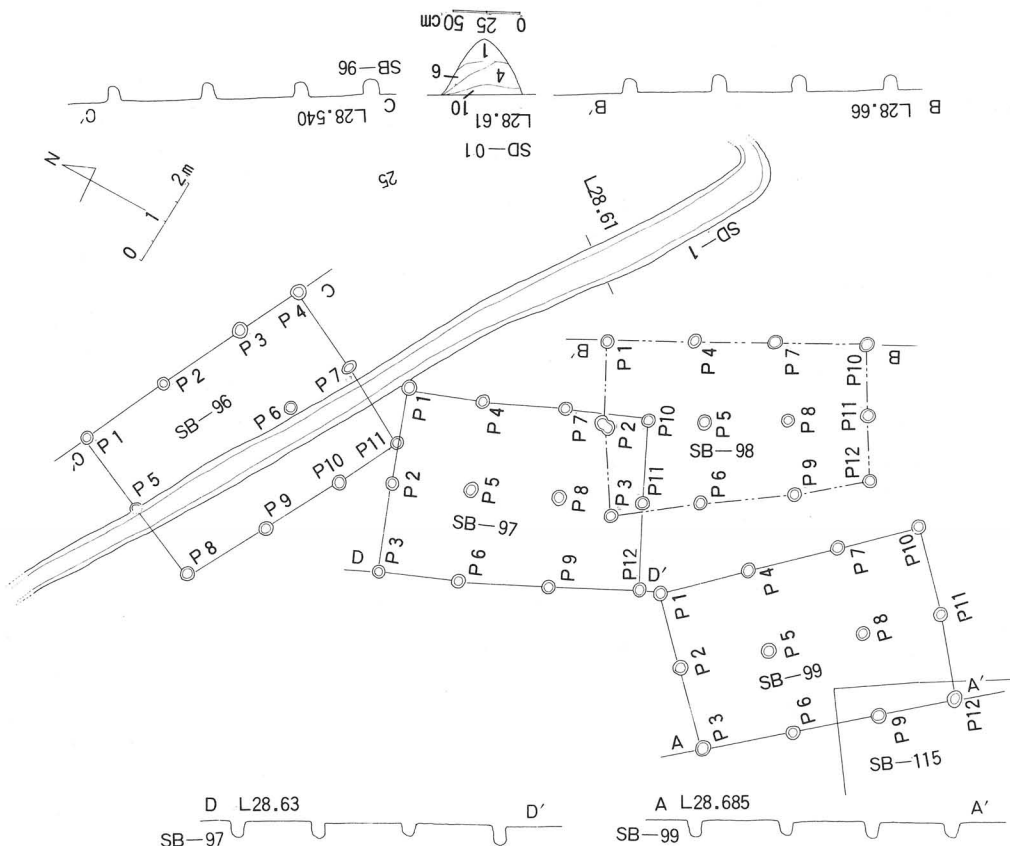 50 cm 25 0
1
6
4
10
L28.61
SD—01
SB—96
C′
C
L28.540
B′
B
L28.66
25
N
0 1 2m
L28.61
SD—1
C′
C
P1
P2
P3
P4
P5
P6
P7
P8
P9
P10
P11
SB—96
B′
B
P1
P4
P7
P10
P2
P5
P8
P11
P3
P6
P9
P12
SB—98
P1
P4
P7
P10
P2
P5
P8
P11
P3
P6
P9
P12
SB—97
D
D′
P1
P4
P7
P10
P2
P5
P8
P11
P3
P6
P9
P12
SB—99
A
A′
SB—115
D
L28.63
D′
SB—97
A
L28.685
A′
SB—99